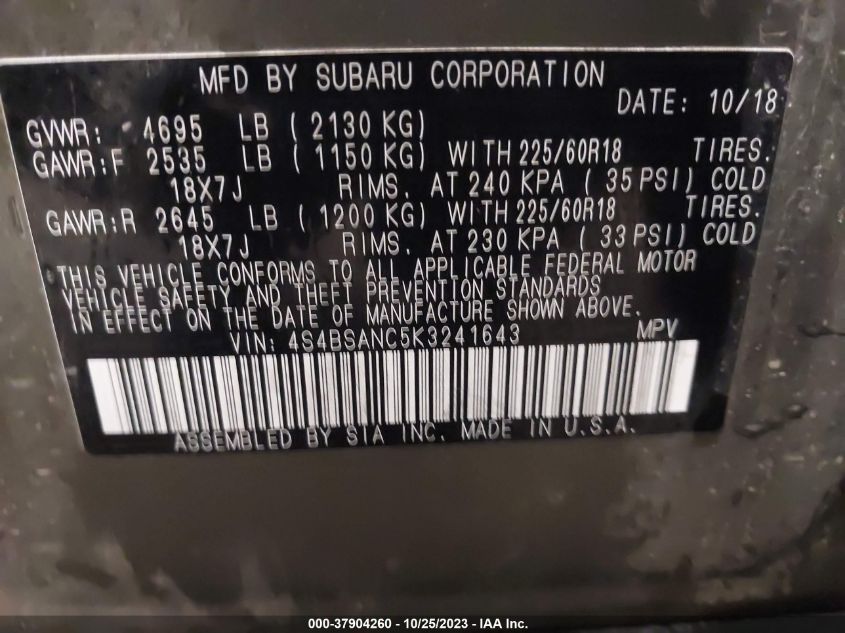 MFD BY SUBARU CORPORATION
DATE: 10/18
GVWR: 4695 LB ( 2130 KG)
GAWR:F 2535 LB ( 1150 KG) WITH 225/60R18 TIRES.
18X7J RIMS. AT 240 KPA ( 35 PSI) COLD
GAWR:R 2645 LB ( 1200 KG) WITH 225/60R18 TIRES.
18X7J RIMS. AT 230 KPA ( 33 PSI) COLD
THIS VEHICLE CONFORMS TO ALL APPLICABLE FEDERAL MOTOR
VEHICLE SAFETY AND THEFT PREVENTION STANDARDS
IN EFFECT ON THE DATE OF MANUFACTURE SHOWN ABOVE.
VIN: 4S4BSANC5K3241643 MPV
ASSEMBLED BY SIA INC. MADE IN U.S.A.
000-37904260 - 10/25/2023 - IAA Inc.